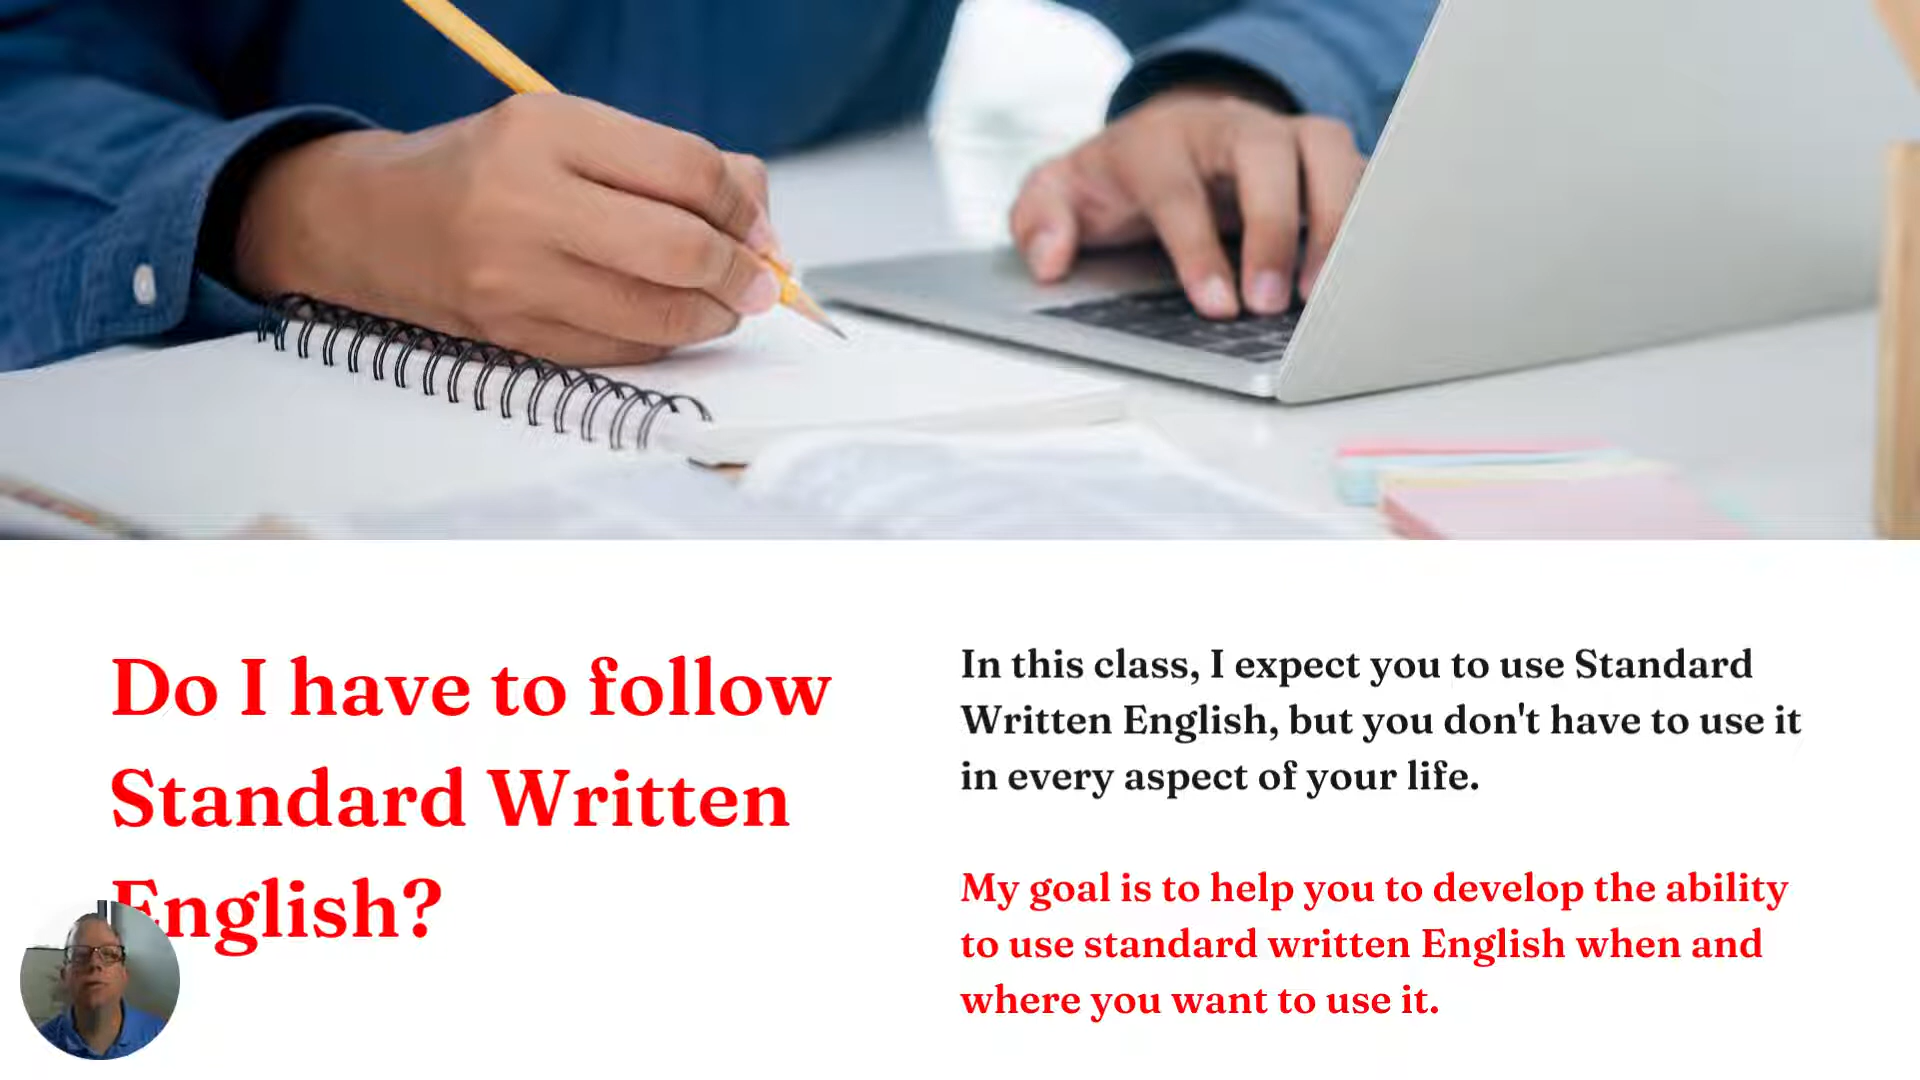 Do I have to follow
Standard Written
English?
In this class, I expect you to use Standard
Written English, but you don't have to use it
in every aspect of your life.
My goal is to help you to develop the ability
to use standard written English when and
where you want to use it.